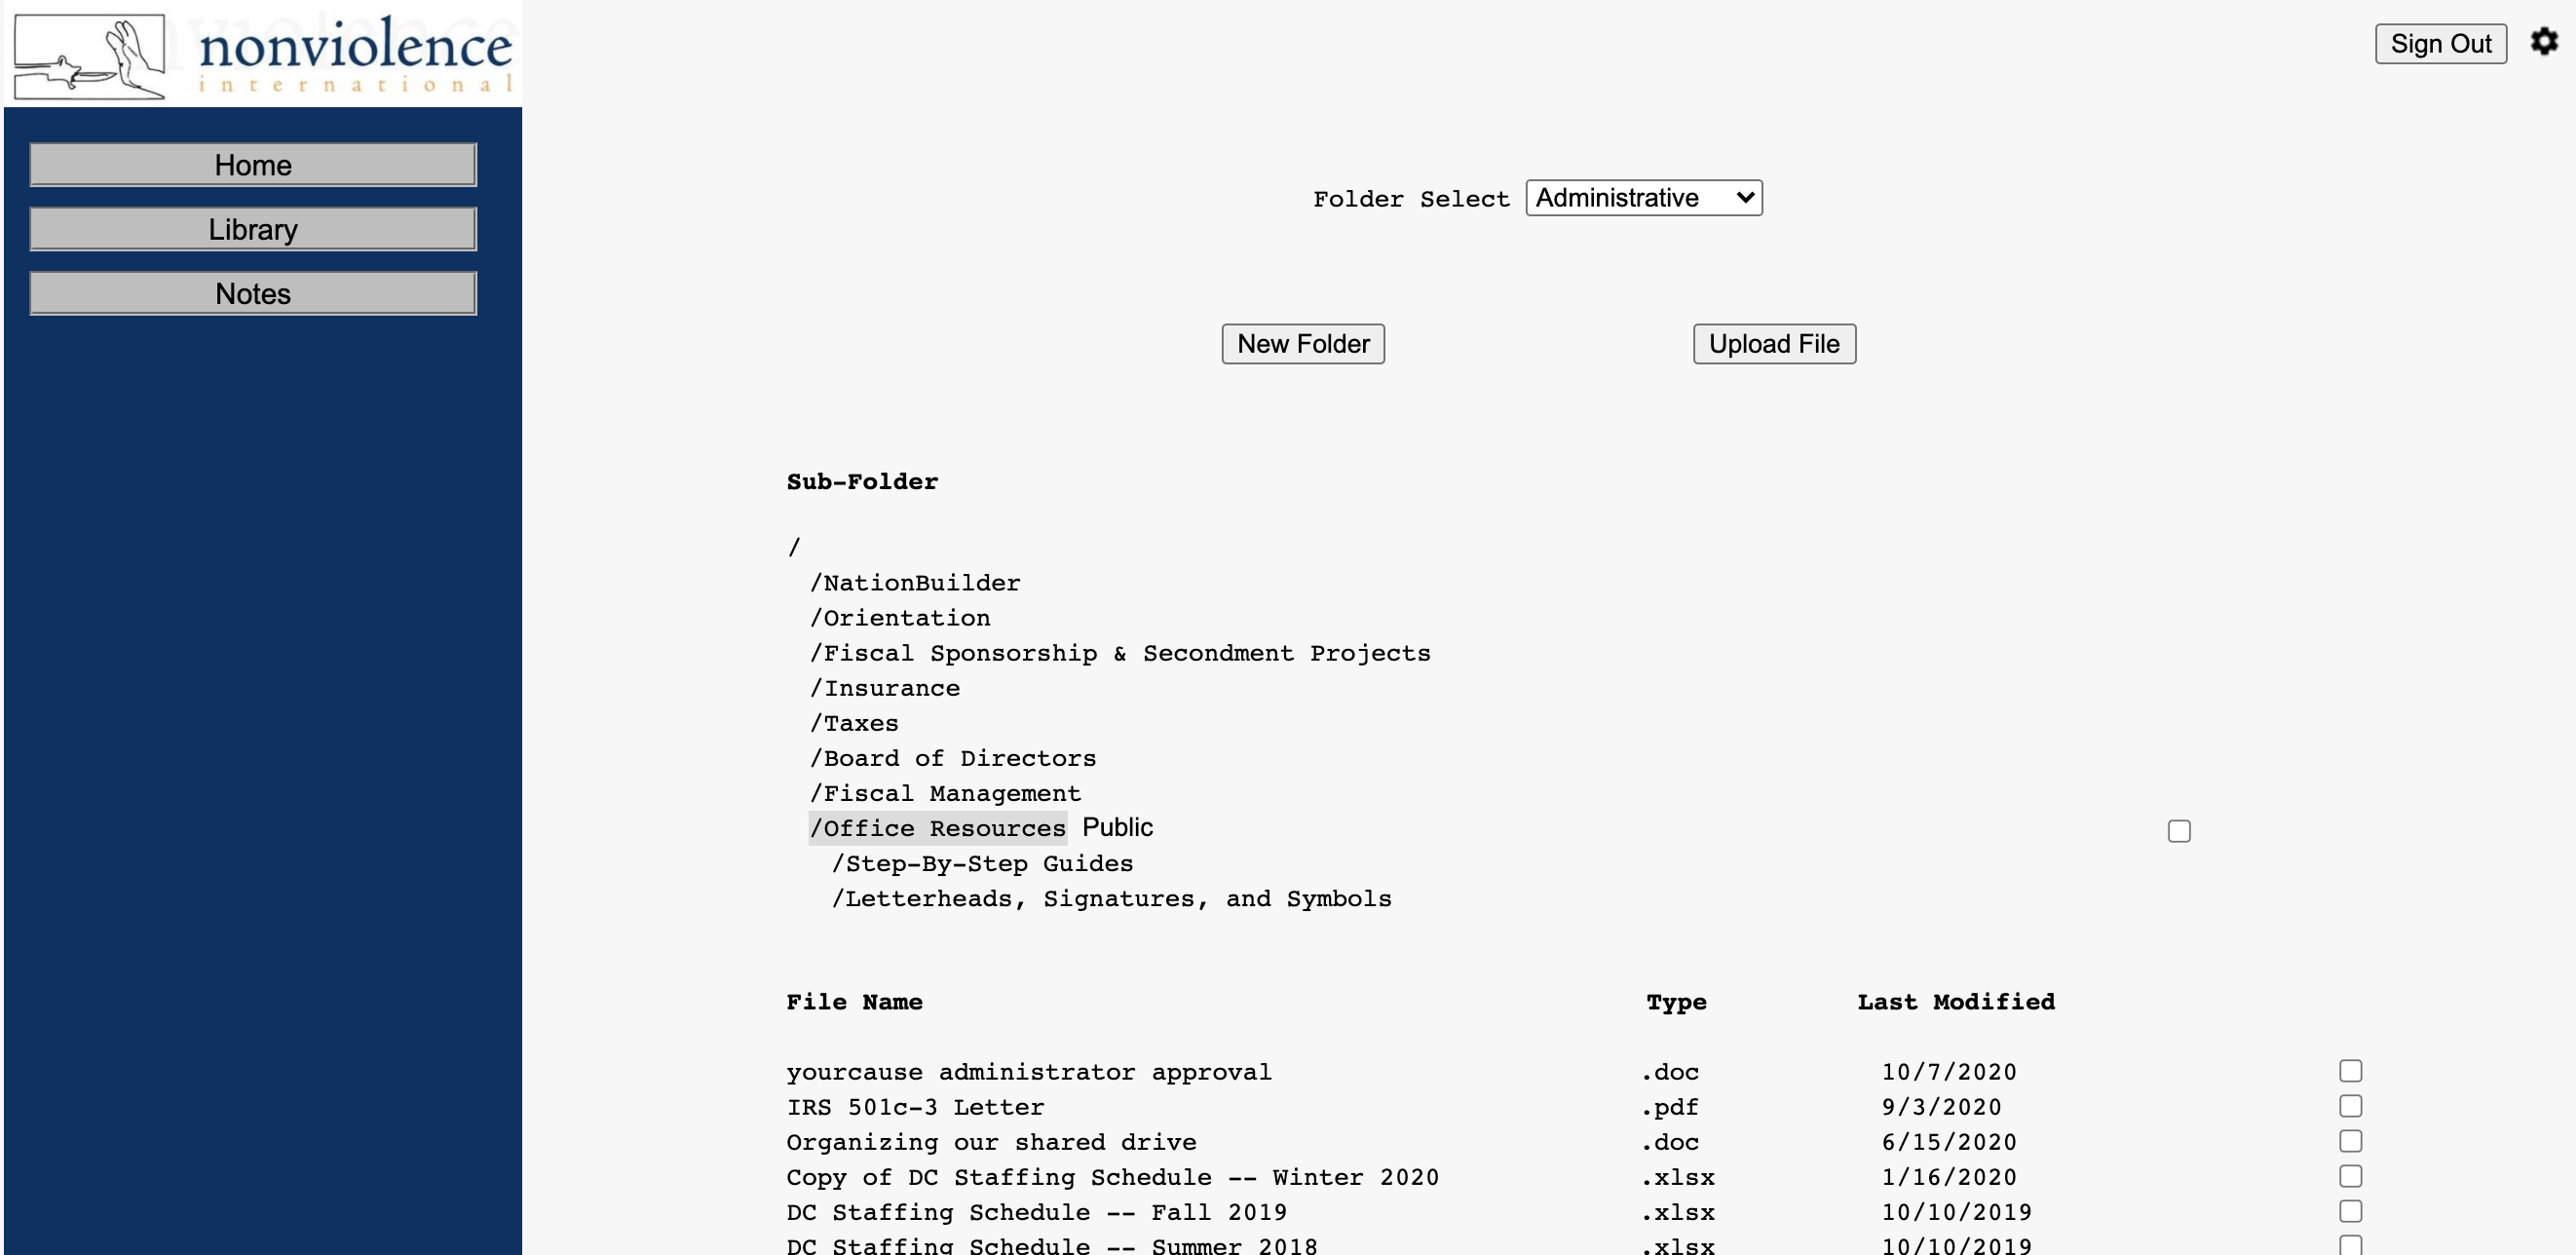 nonviolence
international
Sign Out
Home
Library
Notes
Folder Select Administrative
New Folder Upload File
Sub-Folder
/
/NationBuilder
/Orientation
/Fiscal Sponsorship & Secondment Projects
/Insurance
/Taxes
/Board of Directors
/Fiscal Management
/Office Resources Public
/Step-By-Step Guides
/Letterheads, Signatures, and Symbols
File Name Type Last Modified
yourcause administrator approval .doc 10/7/2020
IRS 501c-3 Letter .pdf 9/3/2020
Organizing our shared drive .doc 6/15/2020
Copy of DC Staffing Schedule -- Winter 2020 .xlsx 1/16/2020
DC Staffing Schedule -- Fall 2019 .xlsx 10/10/2019
DC Staffing Schedule -- Summer 2018 .xlsx 10/10/2019